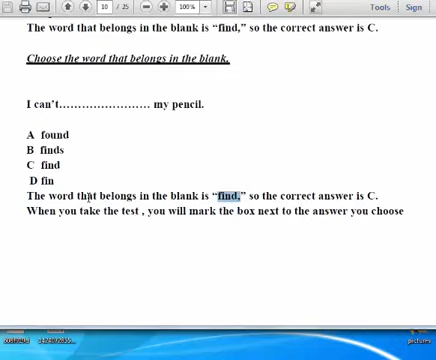 10 / 25
100%
Tools
Sign
The word that belongs in the blank is “find,” so the correct answer is C.
Choose the word that belongs in the blank.
I can't........................ my pencil.
A found
B finds
C find
D fin
The word that belongs in the blank is “find,” so the correct answer is C.
When you take the test , you will mark the box next to the answer you choose
pictures